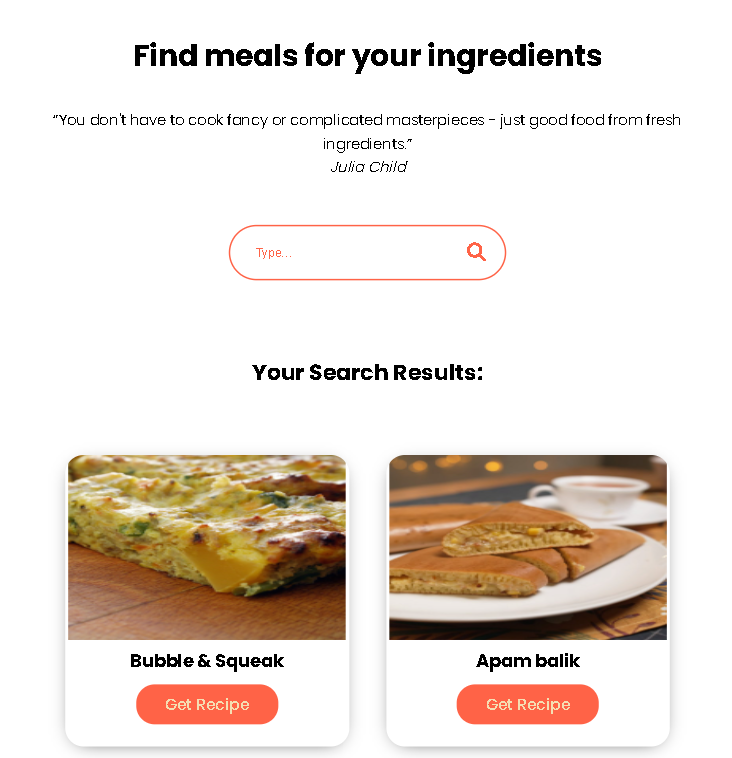 Find meals for your ingredients
“You don't have to cook fancy or complicated masterpieces - just good food from fresh
ingredients.”
Julia Child
Type...
Your Search Results:
Bubble & Squeak
Apam balik
Get Recipe
Get Recipe